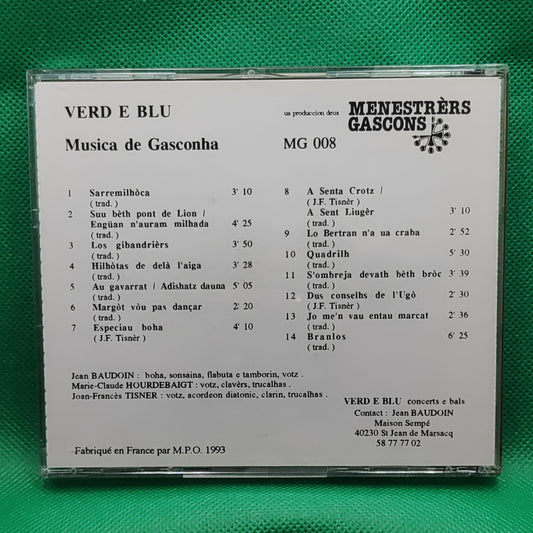 VERD E BLU
ua produccion deus
MENESTRÈRS
GASCONS
Musica de Gasconha
MG 008
1 Sarremilhòca 3' 10
( trad. )
2 Suu bèth pont de Lion /
Engüan n'auram milhada 4' 25
( trad. )
3 Los gibandrièrs 3' 50
( trad. )
4 Hilhòtas de delà l'aiga 3' 28
( trad. )
5 Au gavarrat / Adishatz dauna 5' 05
( trad. )
6 Margòt vòu pas dançar 2' 20
( trad. )
7 Especiau boha 4' 10
( J.F. Tisnèr )
8 A Senta Crotz /
( J.F. Tisnèr )
A Sent Liugèr 3' 10
( trad. )
9 Lo Bertran n'a ua craba 2' 52
( trad. )
10 Quadrilh 5' 30
( trad. )
11 S'ombreja devath bèth bròc 3' 39
( trad. )
12 Dus conselhs de l'Ugò 2' 30
( J.F. Tisnèr )
13 Jo me'n vau entau marcat 2' 36
( trad. )
14 Branlos 6' 25
( trad. )
Jean BAUDOIN : boha, sonsaina, flabuta e tamborin, votz .
Marie-Claude HOURDEBAIGT : votz, clavèrs, trucalhas .
Joan-Francès TISNER : votz, acordeon diatonic, clarin, trucalhas .
VERD E BLU concerts e bals
Contact : Jean BAUDOIN
Maison Sempé
40230 St Jean de Marsacq
58 77 77 02
Fabriqué en France par M.P.O. 1993